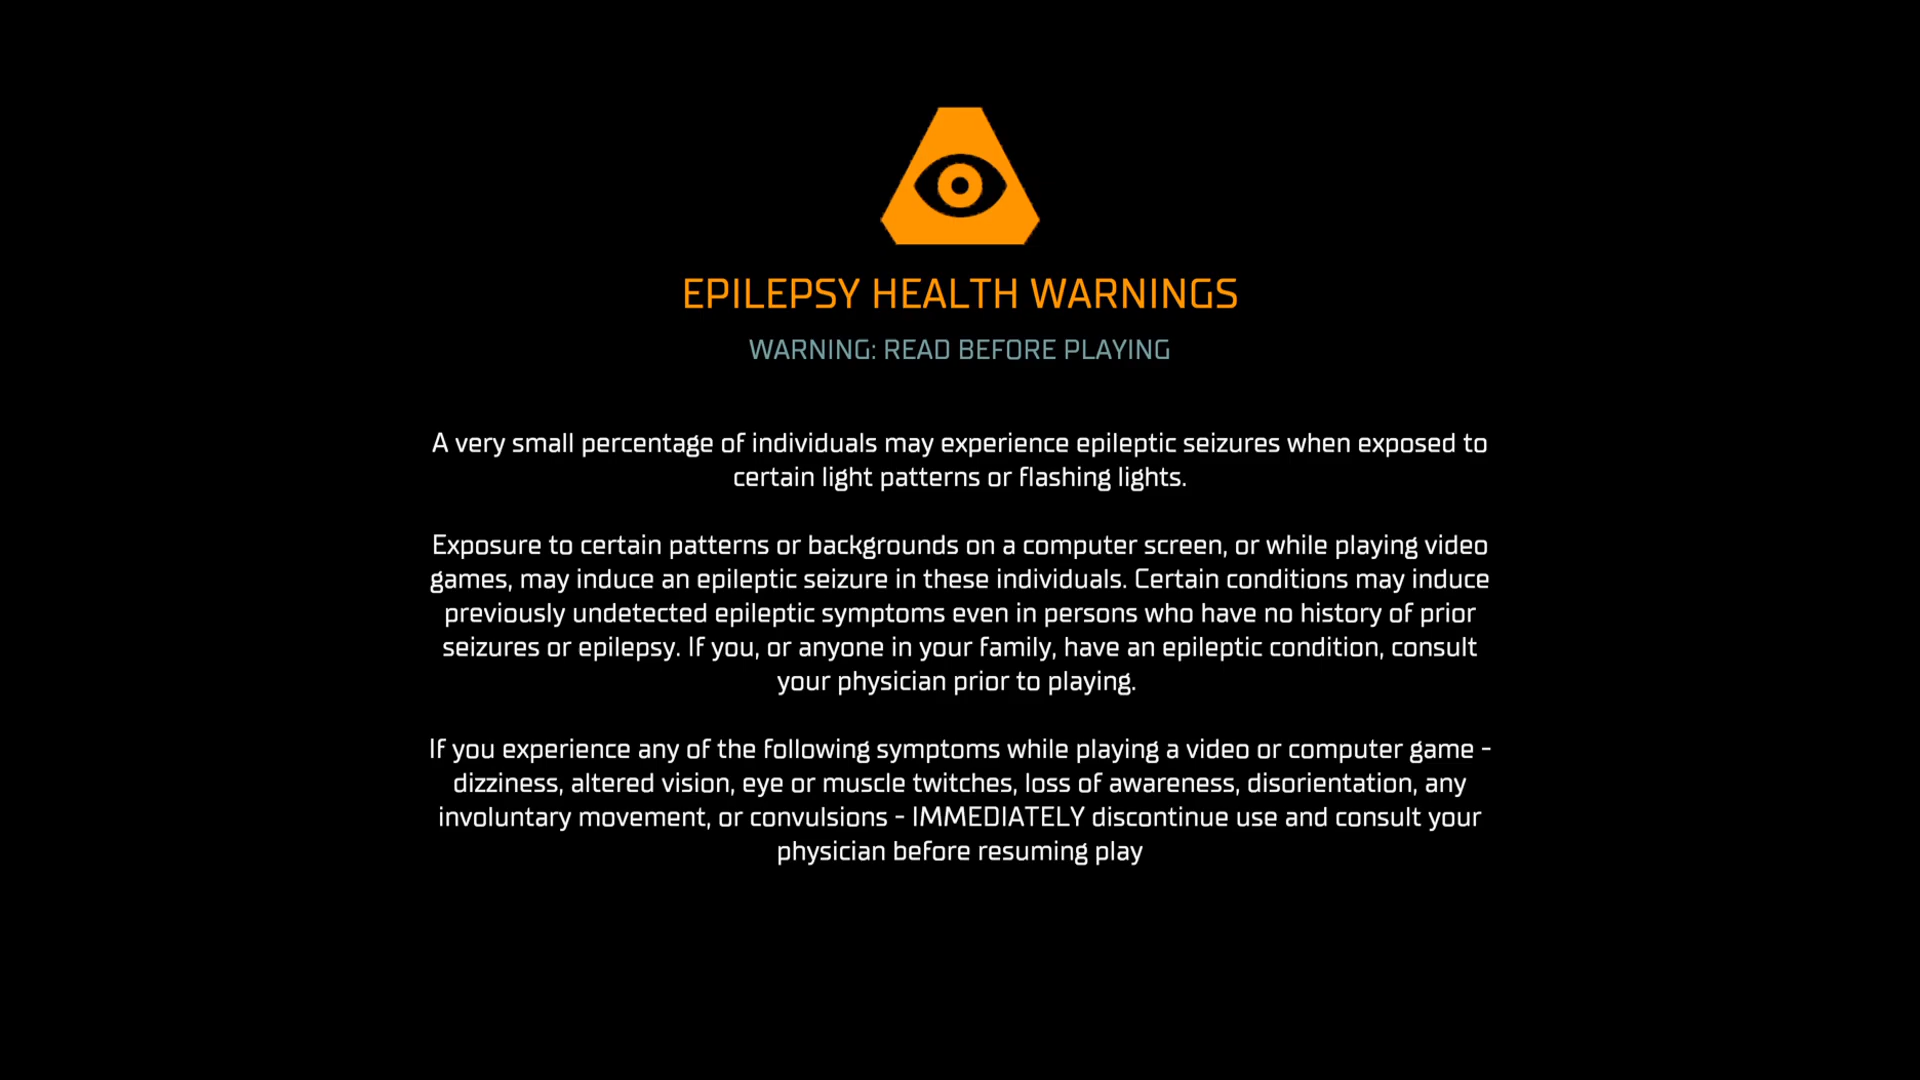 EPILEPSY HEALTH WARNINGS
WARNING: READ BEFORE PLAYING
A very small percentage of individuals may experience epileptic seizures when exposed to
certain light patterns or flashing lights.
Exposure to certain patterns or backgrounds on a computer screen, or while playing video
games, may induce an epileptic seizure in these individuals. Certain conditions may induce
previously undetected epileptic symptoms even in persons who have no history of prior
seizures or epilepsy. If you, or anyone in your family, have an epileptic condition, consult
your physician prior to playing.
If you experience any of the following symptoms while playing a video or computer game -
dizziness, altered vision, eye or muscle twitches, loss of awareness, disorientation, any
involuntary movement, or convulsions - IMMEDIATELY discontinue use and consult your
physician before resuming play